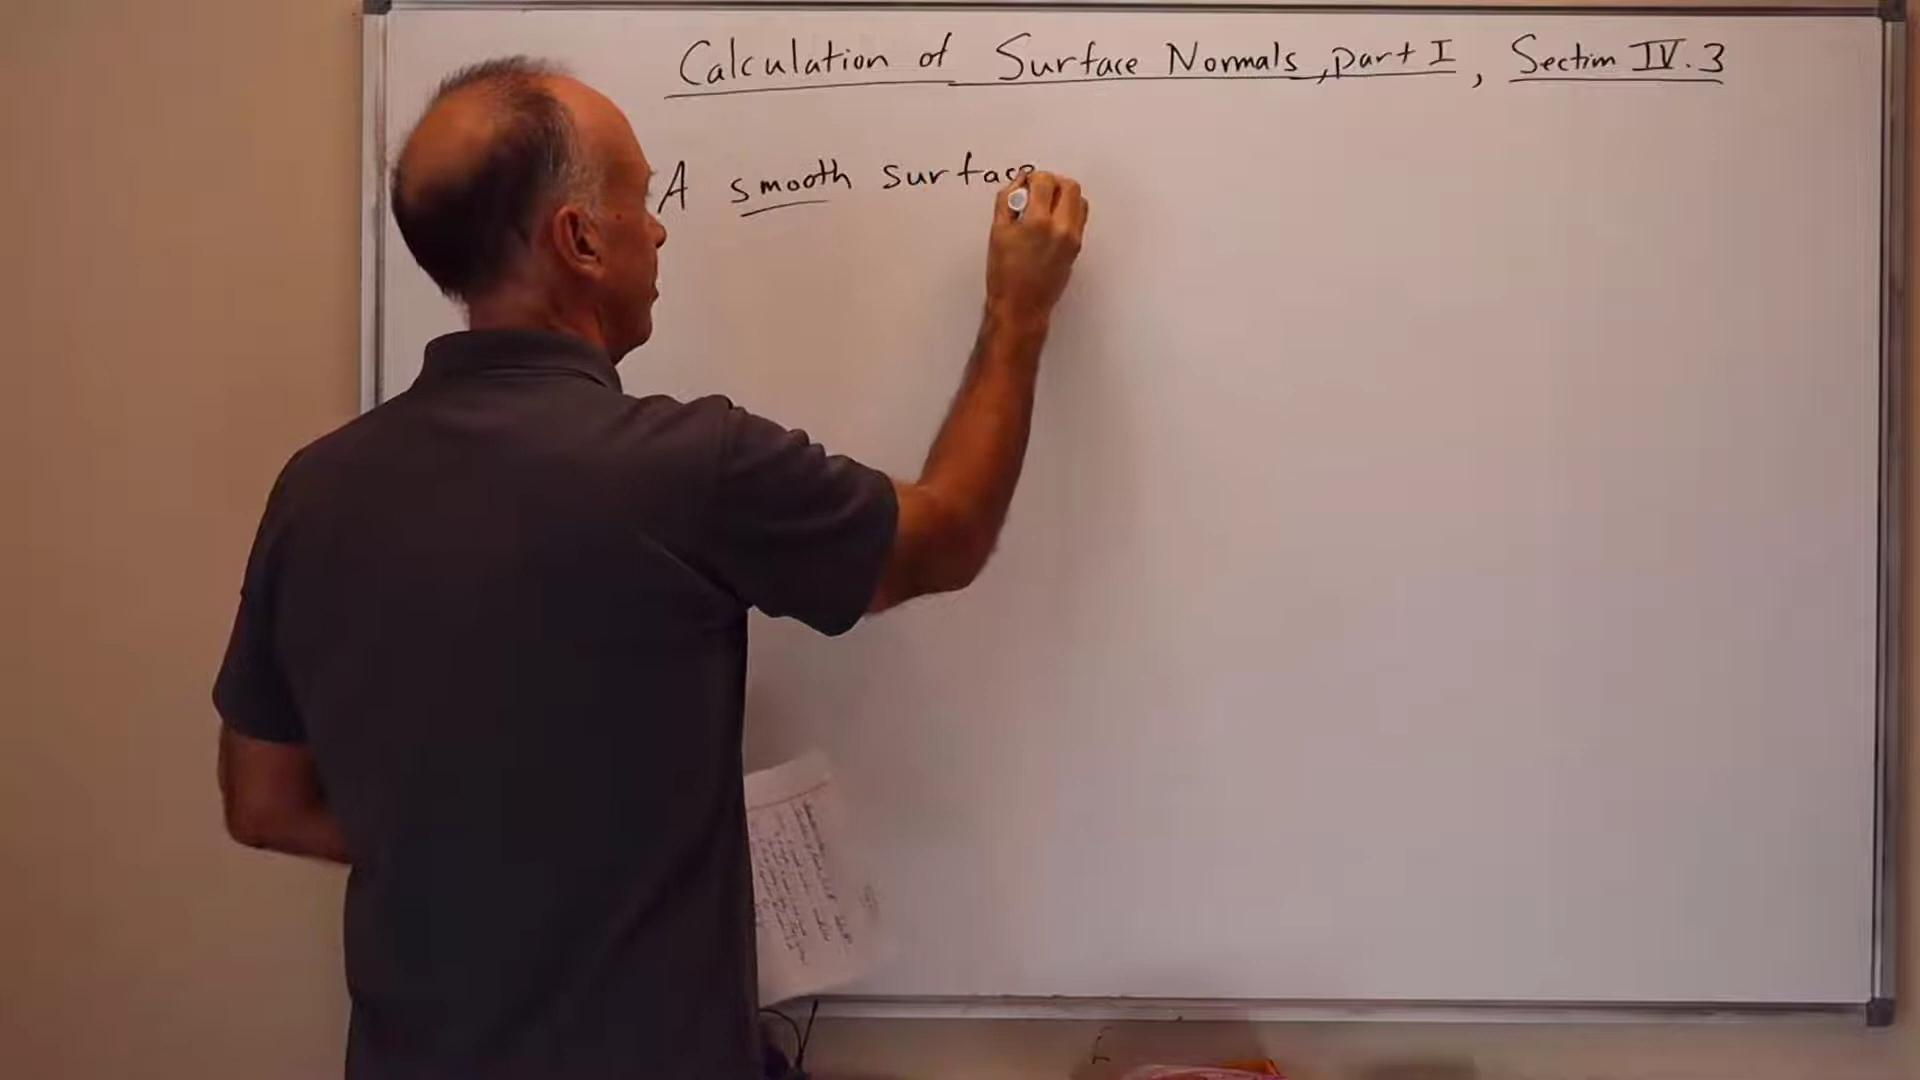 Calculation of Surface Normals, part I, Section IV.3
A smooth surface